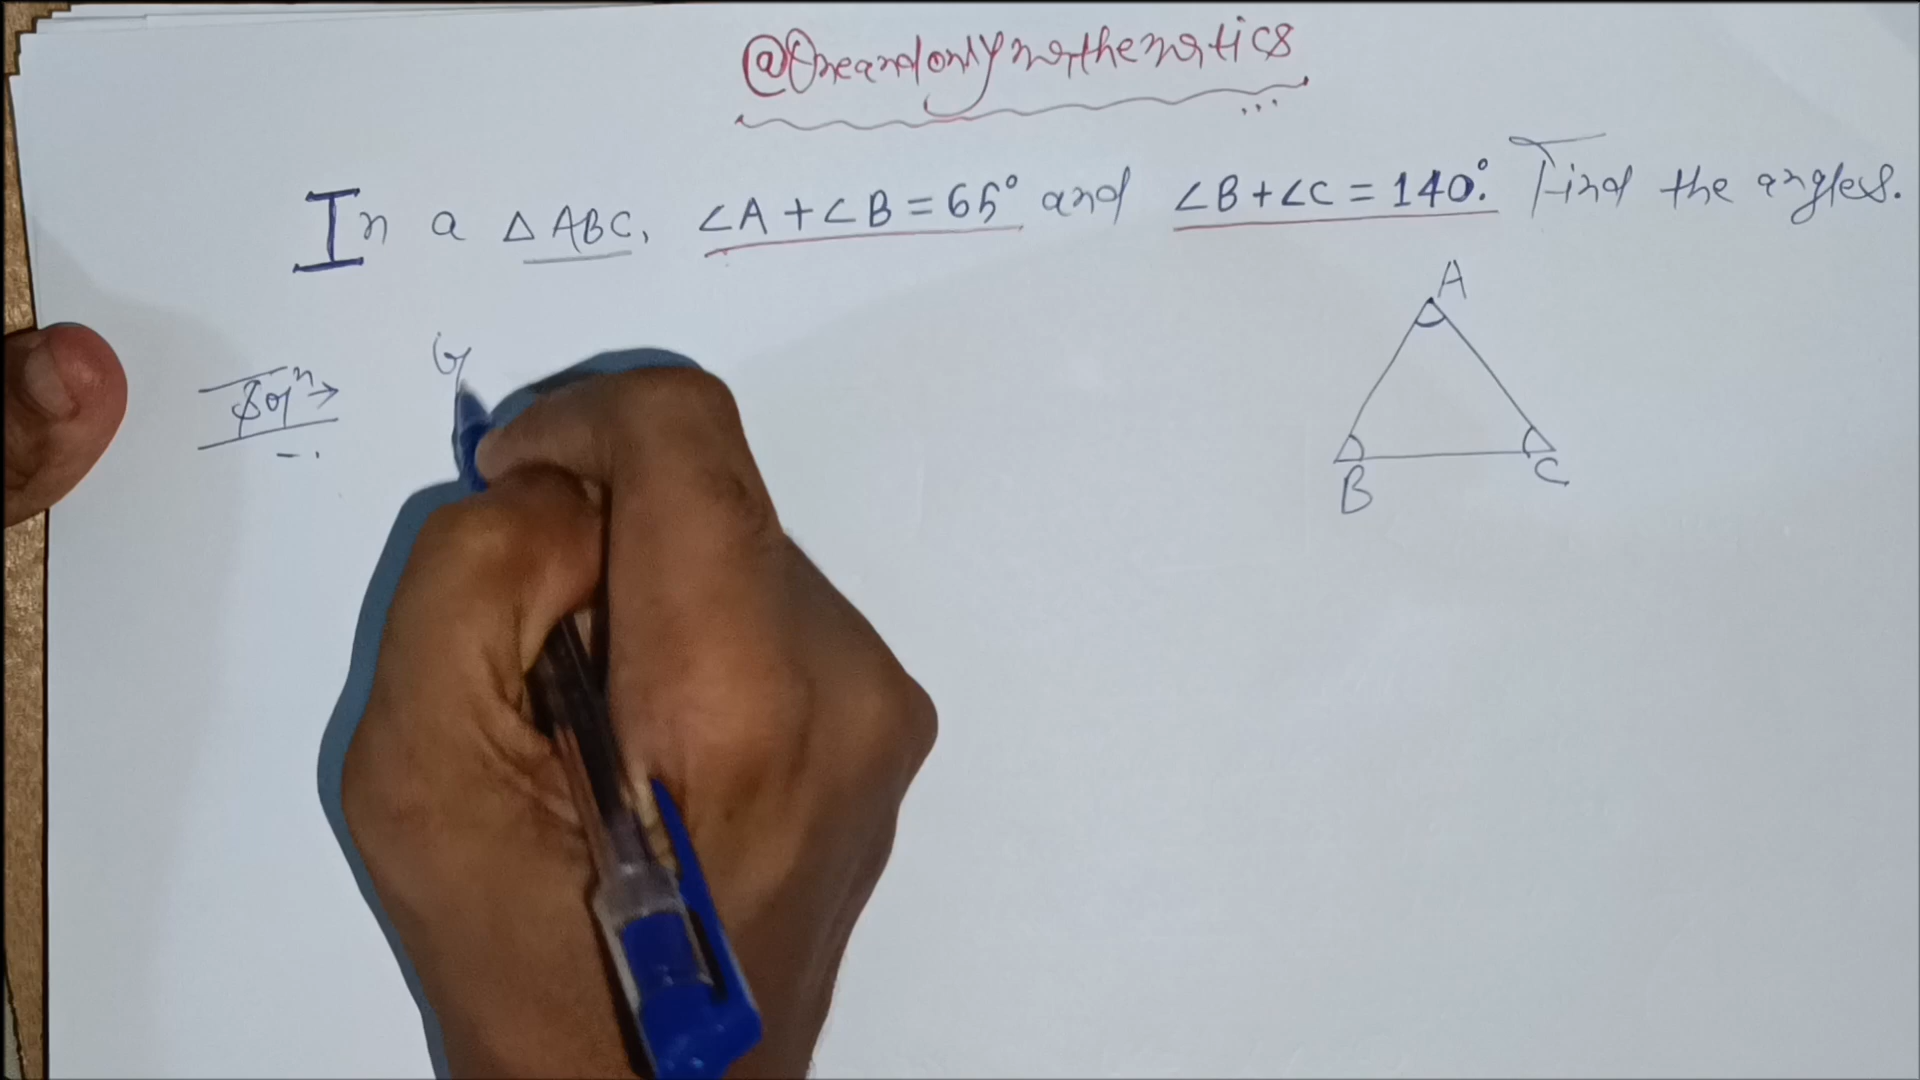 @Oneandonlymathematics
In a △ ABC, ∠A + ∠B = 65° and ∠B + ∠C = 140°. Find the angles.
A
Solⁿ→
B
C